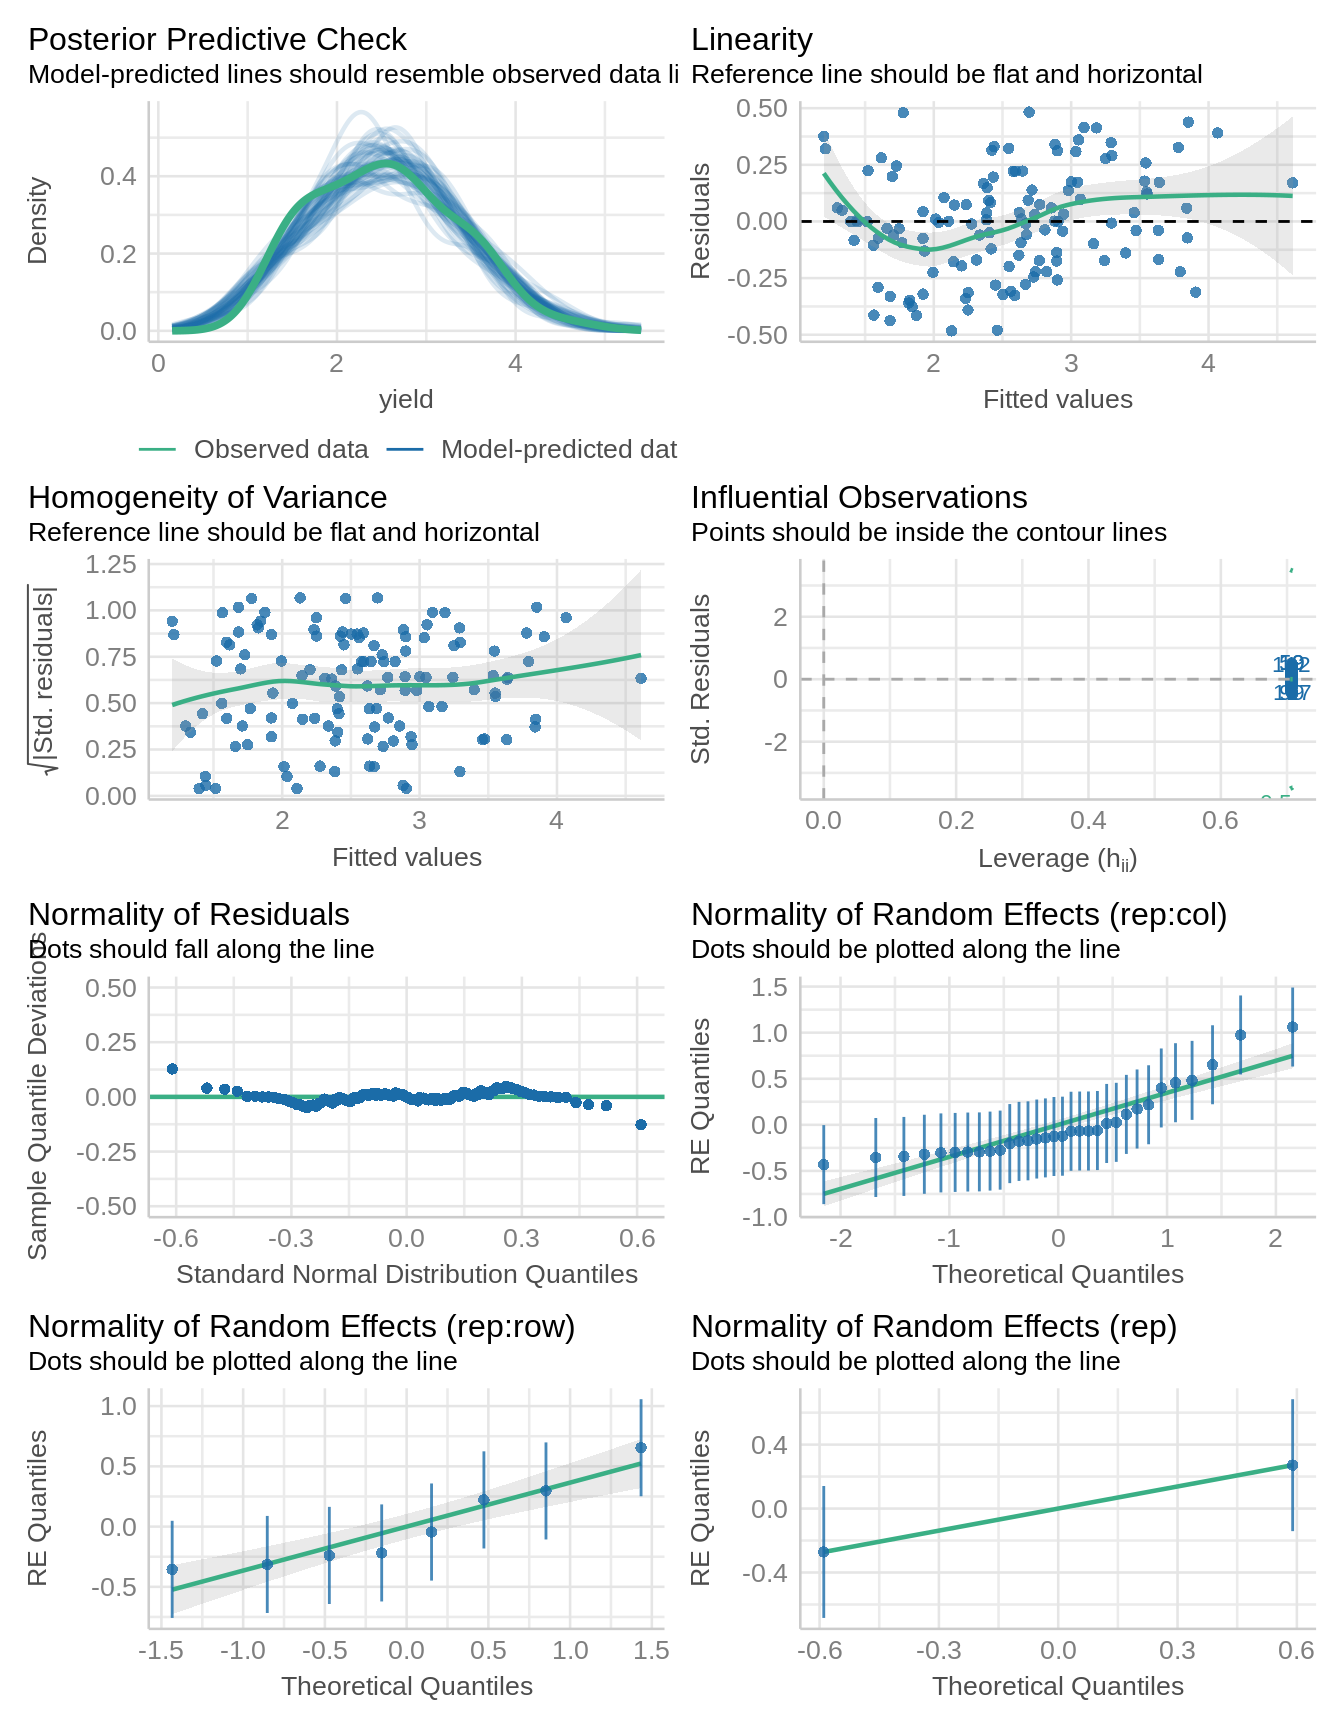 Posterior Predictive Check
Model-predicted lines should resemble observed data li
Density
0.4
0.2
0.0
0
2
4
yield
Observed data
Model-predicted dat
Linearity
Reference line should be flat and horizontal
Residuals
0.50
0.25
0.00
-0.25
-0.50
2
3
4
Fitted values
Homogeneity of Variance
Reference line should be flat and horizontal
√|Std. residuals|
1.25
1.00
0.75
0.50
0.25
0.00
2
3
4
Fitted values
Influential Observations
Points should be inside the contour lines
Std. Residuals
2
0
-2
0.0
0.2
0.4
0.6
Leverage (hii)
Normality of Residuals
Dots should fall along the line
Sample Quantile Deviations
0.50
0.25
0.00
-0.25
-0.50
-0.6
-0.3
0.0
0.3
0.6
Standard Normal Distribution Quantiles
Normality of Random Effects (rep:col)
Dots should be plotted along the line
RE Quantiles
1.5
1.0
0.5
0.0
-0.5
-1.0
-2
-1
0
1
2
Theoretical Quantiles
Normality of Random Effects (rep:row)
Dots should be plotted along the line
RE Quantiles
1.0
0.5
0.0
-0.5
-1.5
-1.0
-0.5
0.0
0.5
1.0
1.5
Theoretical Quantiles
Normality of Random Effects (rep)
Dots should be plotted along the line
RE Quantiles
0.4
0.0
-0.4
-0.6
-0.3
0.0
0.3
0.6
Theoretical Quantiles